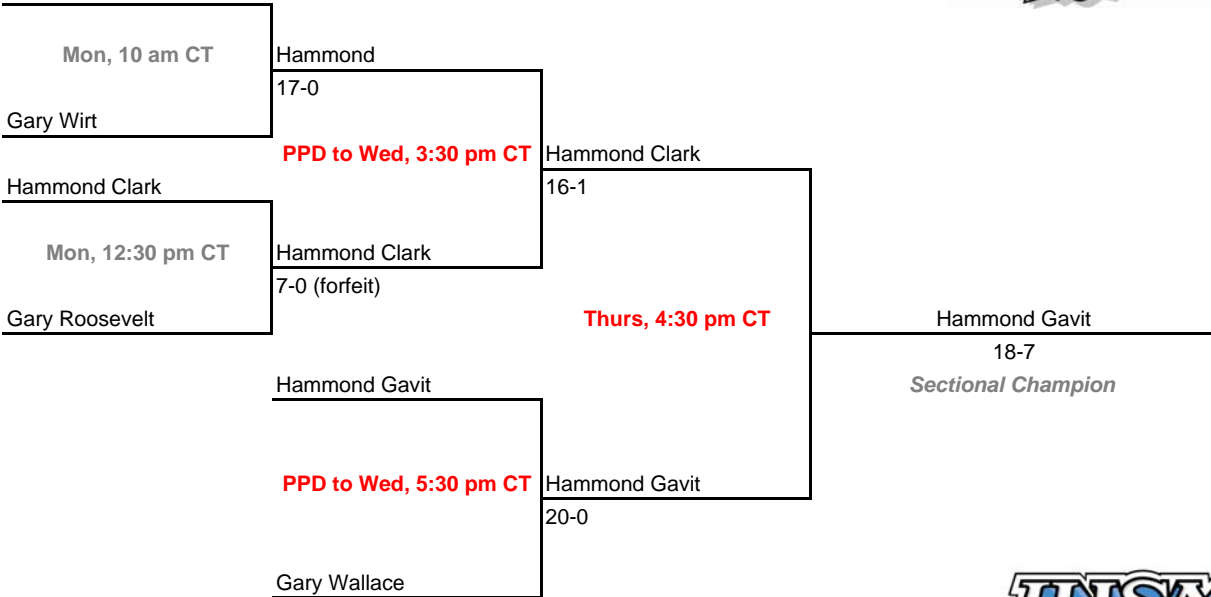 Mon, 10 am CT
Hammond
17-0
Gary Wirt
PPD to Wed, 3:30 pm CT
Hammond Clark
Hammond Clark
16-1
Mon, 12:30 pm CT
Hammond Clark
7-0 (forfeit)
Gary Roosevelt
Thurs, 4:30 pm CT
Hammond Gavit
18-7
Hammond Gavit
Sectional Champion
PPD to Wed, 5:30 pm CT
Hammond Gavit
20-0
Gary Wallace